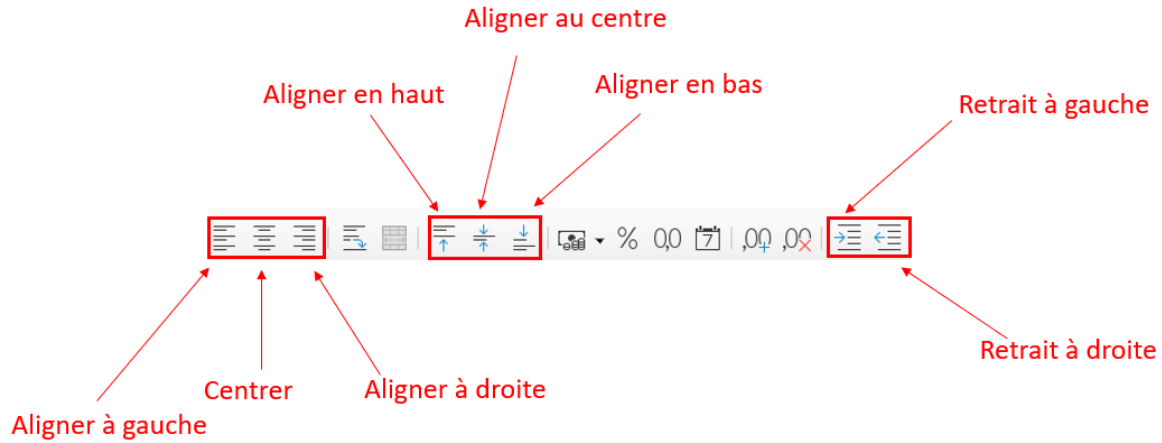 Aligner au centre
Aligner en haut
Aligner en bas
Retrait à gauche
% 0,0 7 ,00 ,00
Retrait à droite
Centrer
Aligner à droite
Aligner à gauche